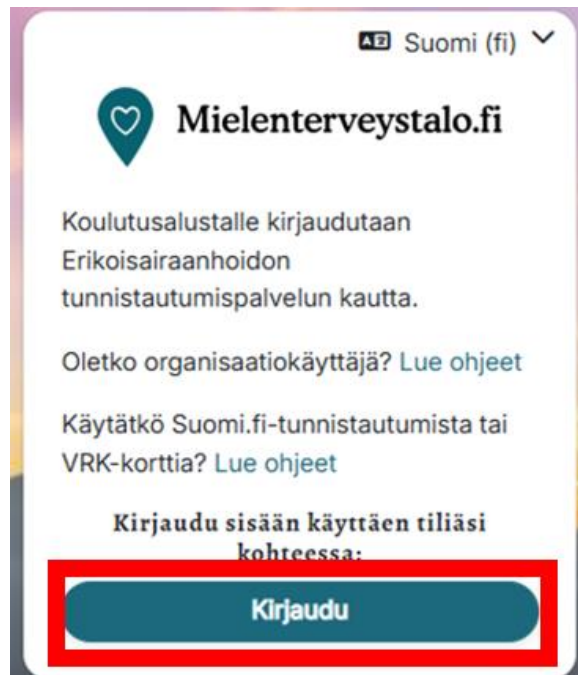 Suomi (fi)
Mielenterveystalo.fi
Koulutusalustalle kirjaudutaan
Erikoisairaanhoidon
tunnistautumispalvelun kautta.
Oletko organisaatiokäyttäjä? Lue ohjeet
Käytätkö Suomi.fi-tunnistautumista tai
VRK-korttia? Lue ohjeet
Kirjaudu sisään käyttäen tiliäsi
kohteessa:
Kirjaudu